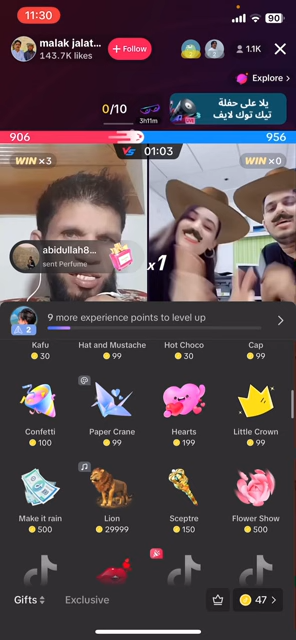 11:30
90
malak jalat...
143.7K likes
+ Follow
1.1K
Explore >
0/10
3h11m
يلا على حفلة
تيك توك لايف
906
VS 01:03
956
WIN ×3
WIN ×0
abidullah8...
sent Perfume
x1
2
9 more experience points to level up
Kafu
Hat and Mustache
Hot Choco
Cap
30
99
30
99
Confetti
Paper Crane
Hearts
Little Crown
100
99
199
99
Make it rain
Lion
Sceptre
Flower Show
500
29999
150
500
Gifts
Exclusive
47 >